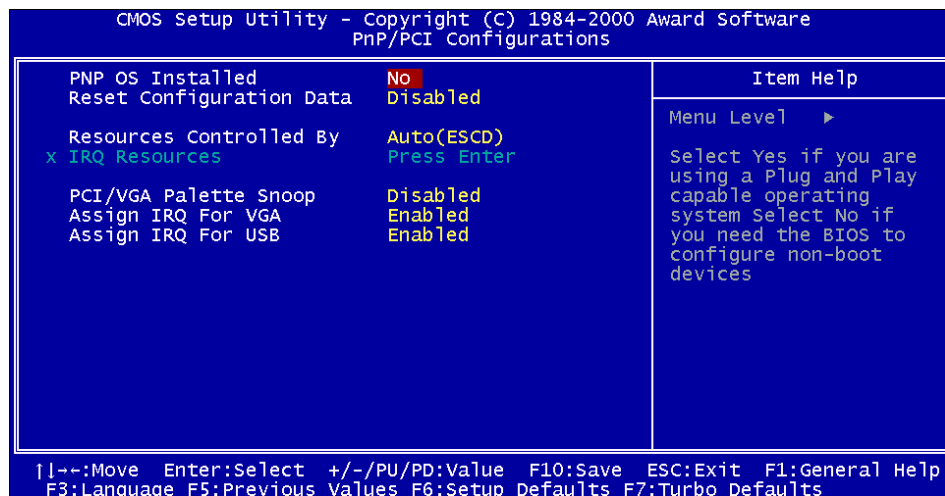 CMOS Setup Utility - Copyright (C) 1984-2000 Award Software
PnP/PCI Configurations
PNP OS Installed No
Reset Configuration Data Disabled
Resources Controlled By Auto(ESCD)
x IRQ Resources Press Enter
PCI/VGA Palette Snoop Disabled
Assign IRQ For VGA Enabled
Assign IRQ For USB Enabled
Item Help
Menu Level ►
Select Yes if you are
using a Plug and Play
capable operating
system Select No if
you need the BIOS to
configure non-boot
devices
↑↓→←:Move Enter:Select +/-/PU/PD:Value F10:Save ESC:Exit F1:General Help
F3:Language F5:Previous Values F6:Setup Defaults F7:Turbo Defaults